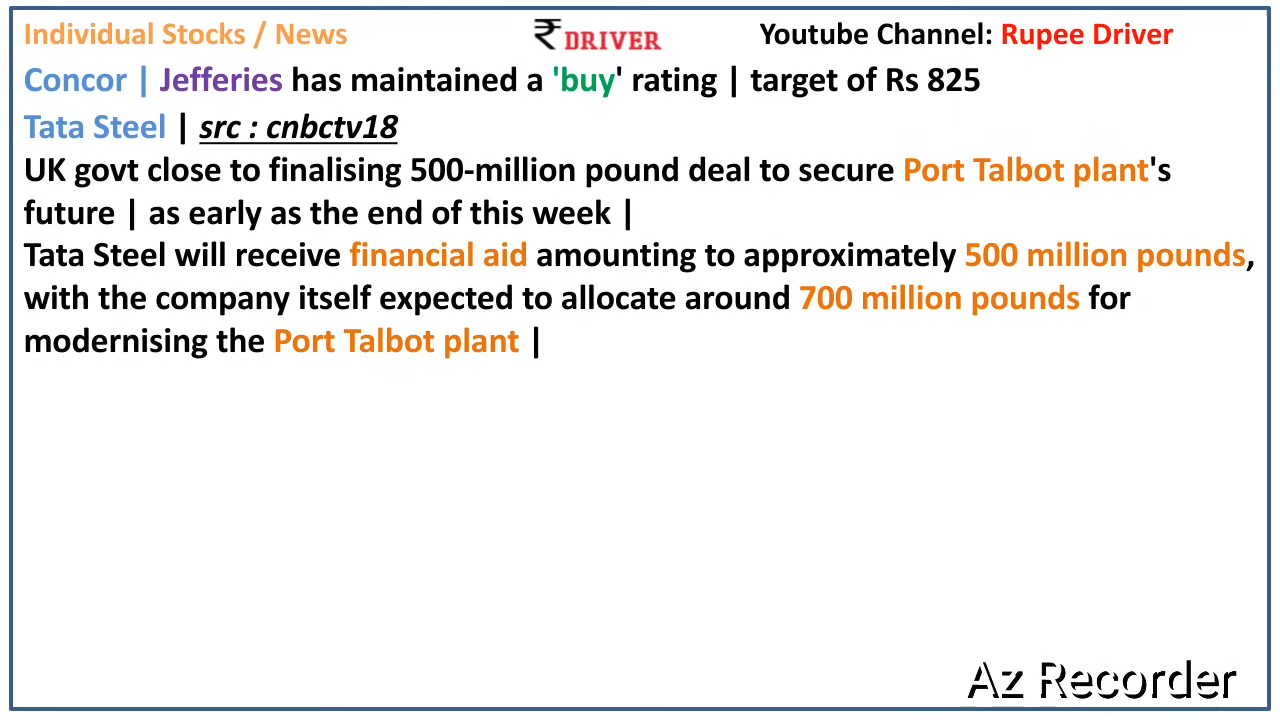 Individual Stocks / News ₹ DRIVER Youtube Channel: Rupee Driver
Concor | Jefferies has maintained a 'buy' rating | target of Rs 825
Tata Steel | src : cnbctv18
UK govt close to finalising 500-million pound deal to secure Port Talbot plant's
future | as early as the end of this week |
Tata Steel will receive financial aid amounting to approximately 500 million pounds,
with the company itself expected to allocate around 700 million pounds for
modernising the Port Talbot plant |
Az Recorder